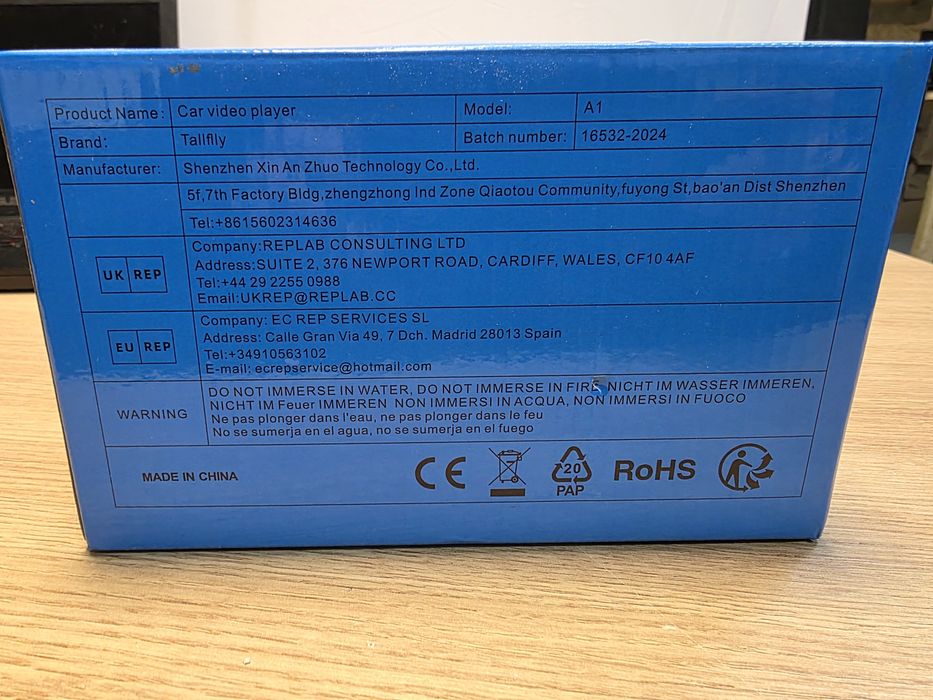 Product Name: Car video player Model: A1
Brand: Tallflly Batch number: 16532-2024
Manufacturer: Shenzhen Xin An Zhuo Technology Co.,Ltd.
5f,7th Factory Bldg,zhengzhong Ind Zone Qiaotou Community,fuyong St,bao'an Dist Shenzhen
Tel:+8615602314636
UK REP
Company:REPLAB CONSULTING LTD
Address:SUITE 2, 376 NEWPORT ROAD, CARDIFF, WALES, CF10 4AF
Tel:+44 29 2255 0988
Email:UKREP@REPLAB.CC
EU REP
Company: EC REP SERVICES SL
Address: Calle Gran Via 49, 7 Dch. Madrid 28013 Spain
Tel:+34910563102
E-mail: ecrepservice@hotmail.com
WARNING
DO NOT IMMERSE IN WATER, DO NOT IMMERSE IN FIRE NICHT IM WASSER IMMEREN,
NICHT IM Feuer IMMEREN NON IMMERSI IN ACQUA, NON IMMERSI IN FUOCO
Ne pas plonger dans l'eau, ne pas plonger dans le feu
No se sumerja en el agua, no se sumerja en el fuego
MADE IN CHINA CE 20 PAP RoHS